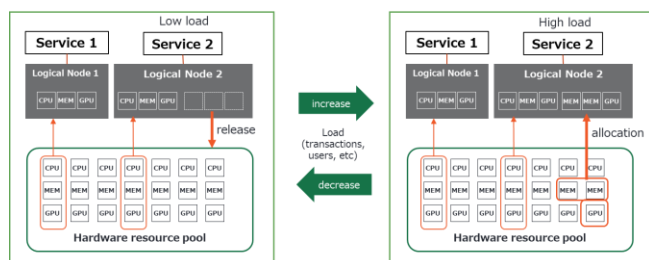 Low load
Service 1
Service 2
Logical Node 1
Logical Node 2
CPU MEM GPU
CPU MEM GPU
release
CPU CPU CPU CPU CPU CPU CPU
MEM MEM MEM MEM MEM MEM MEM
GPU GPU GPU GPU GPU GPU GPU
Hardware resource pool
increase
Load
(transactions,
users, etc)
decrease
High load
Service 1
Service 2
Logical Node 1
Logical Node 2
CPU MEM GPU
CPU MEM GPU MEM MEM GPU
allocation
CPU CPU CPU CPU CPU CPU CPU
MEM MEM MEM MEM MEM MEM MEM
GPU GPU GPU GPU GPU GPU GPU
Hardware resource pool